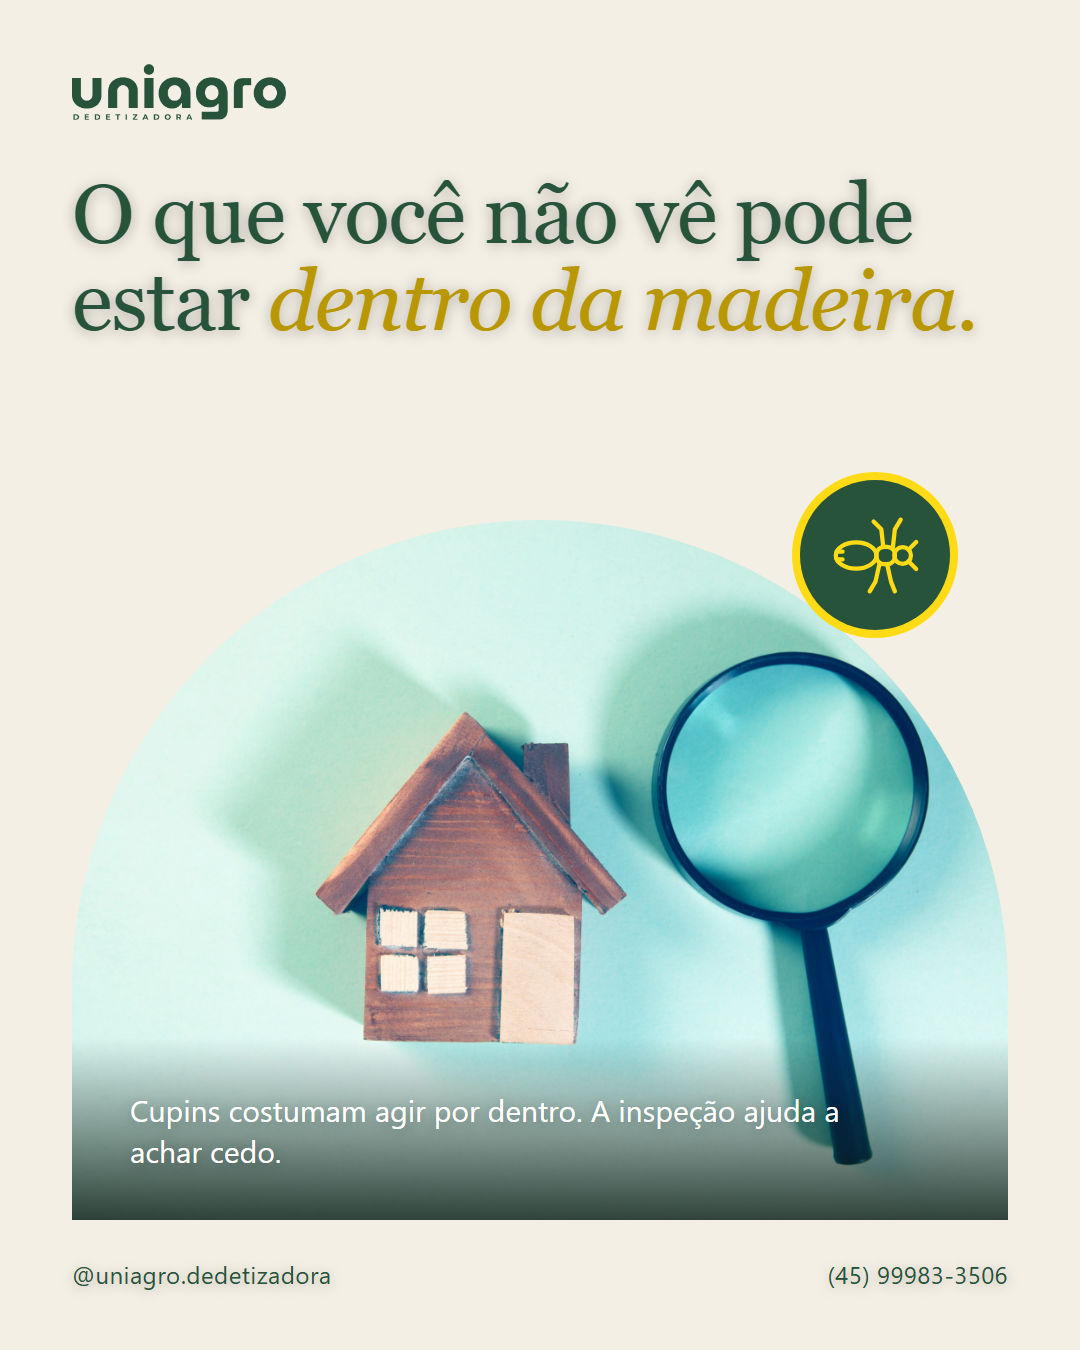 uniagro
DEDETIZADORA
O que você não vê pode
estar dentro da madeira.
Cupins costumam agir por dentro. A inspeção ajuda a
achar cedo.
@uniagro.dedetizadora
(45) 99983-3506